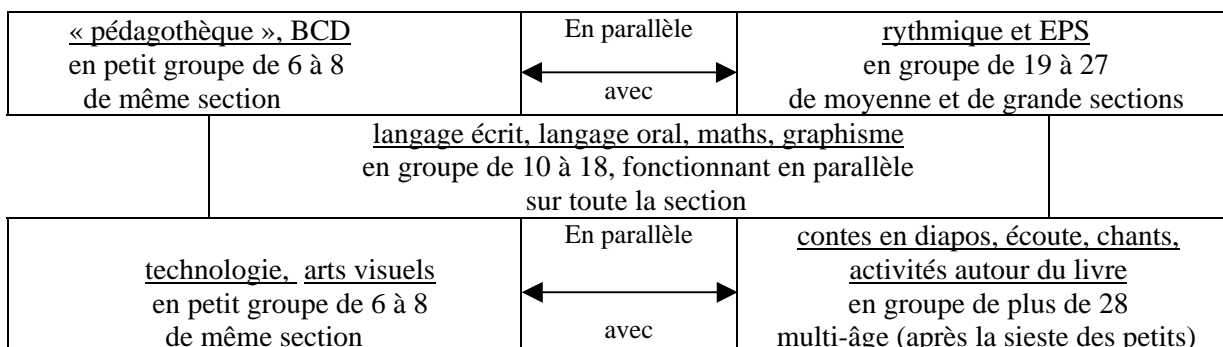 « pédagothèque », BCD
en petit groupe de 6 à 8
de même section
En parallèle
avec
rythmique et EPS
en groupe de 19 à 27
de moyenne et de grande sections
langage écrit, langage oral, maths, graphisme
en groupe de 10 à 18, fonctionnant en parallèle
sur toute la section
technologie, arts visuels
en petit groupe de 6 à 8
de même section
En parallèle
avec
contes en diapos, écoute, chants,
activités autour du livre
en groupe de plus de 28
multi-âge (après la sieste des petits)